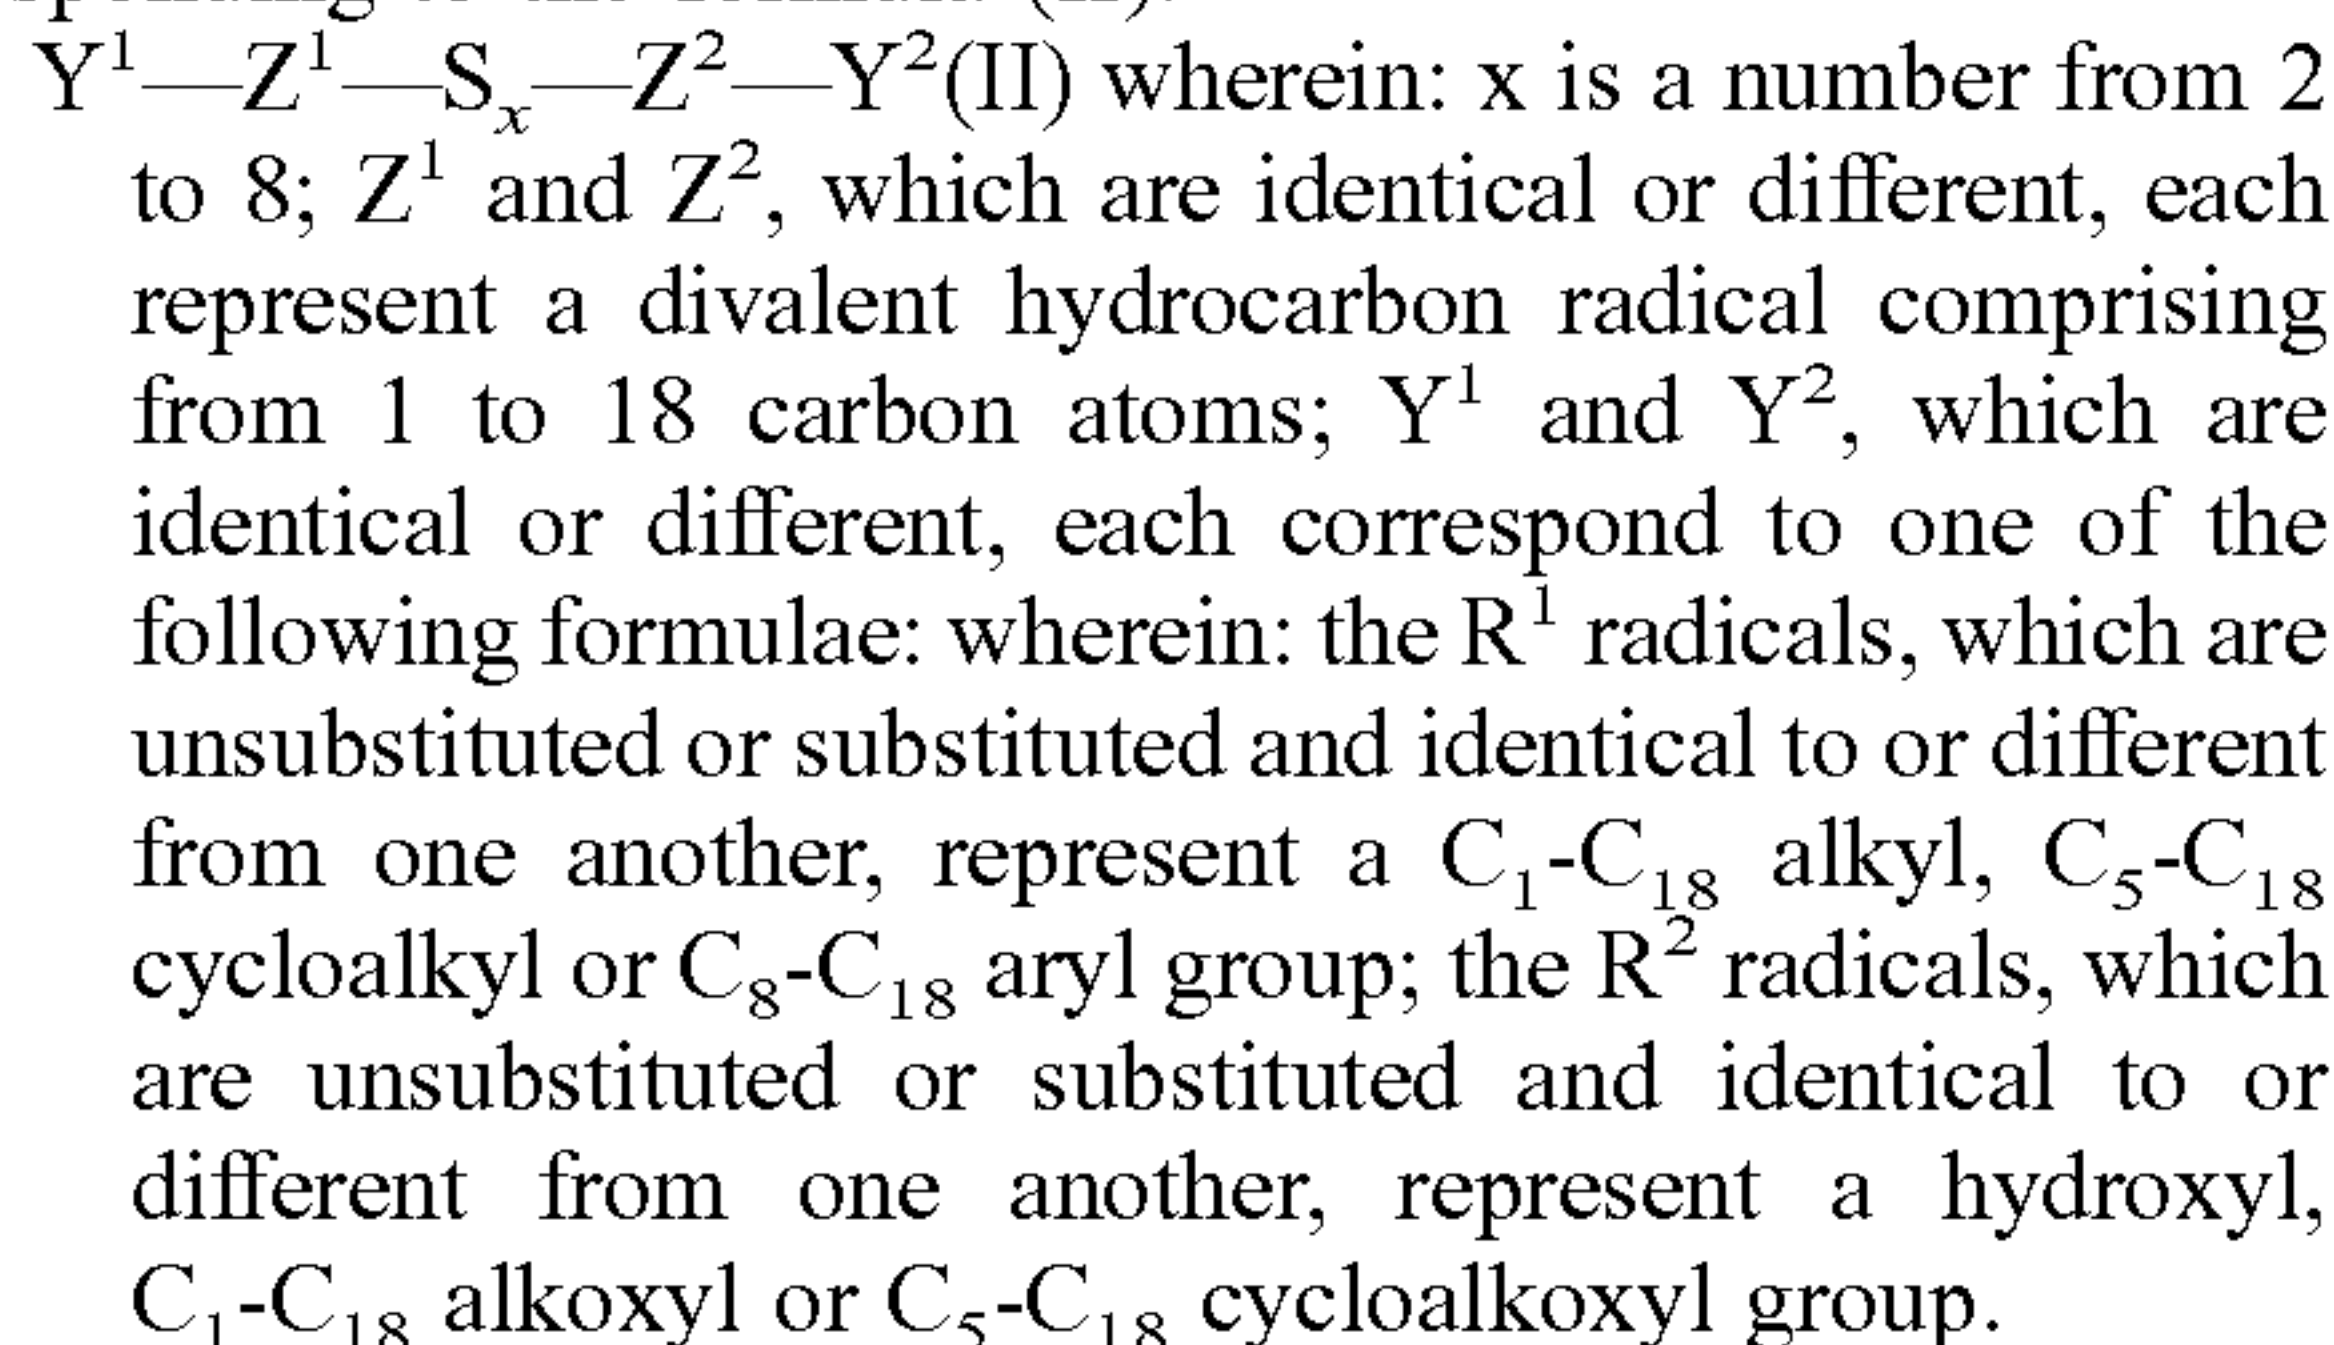 Y¹—Z¹—Sₓ—Z²—Y²(II) wherein: x is a number from 2
to 8; Z¹ and Z², which are identical or different, each
represent a divalent hydrocarbon radical comprising
from 1 to 18 carbon atoms; Y¹ and Y², which are
identical or different, each correspond to one of the
following formulae: wherein: the R¹ radicals, which are
unsubstituted or substituted and identical to or different
from one another, represent a C₁-C₁₈ alkyl, C₅-C₁₈
cycloalkyl or C₈-C₁₈ aryl group; the R² radicals, which
are unsubstituted or substituted and identical to or
different from one another, represent a hydroxyl,
C₁-C₁₈ alkoxyl or C₅-C₁₈ cycloalkoxyl group.